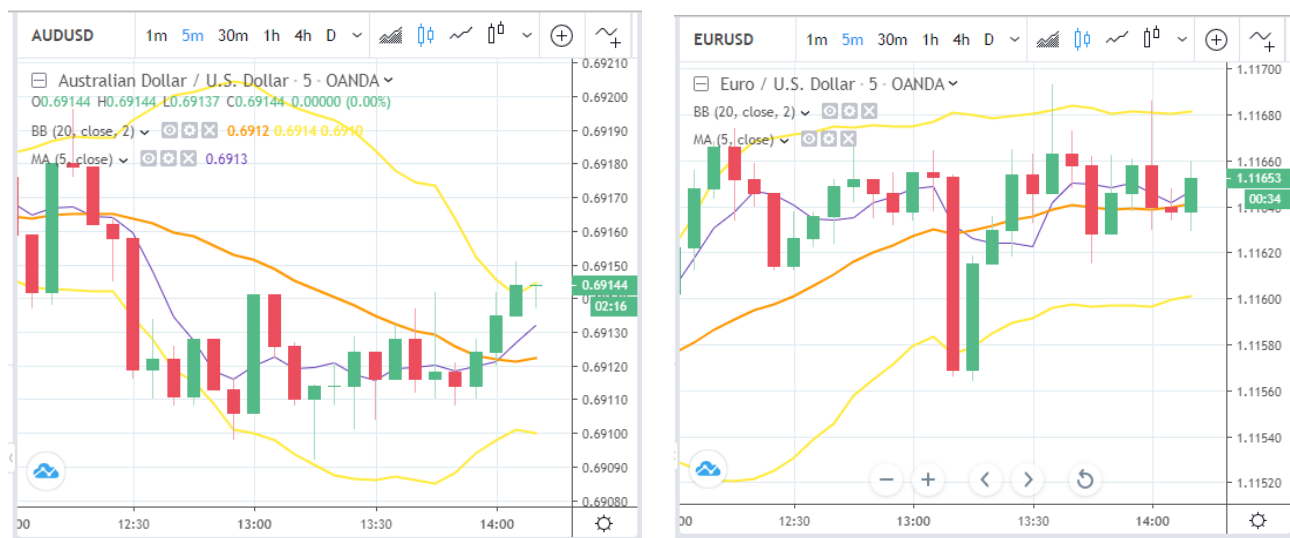 AUDUSD 1m 5m 30m 1h 4h D
Australian Dollar / U.S. Dollar · 5 · OANDA
O0.69144 H0.69144 L0.69137 C0.69144 0.00000 (0.00%)
BB (20, close, 2) 0.6912 0.6914 0.6910
MA (5, close) 0.6913
0.69210
0.69200
0.69190
0.69180
0.69170
0.69160
0.69150
0.69144
02:16
0.69130
0.69120
0.69110
0.69100
0.69090
0.69080
:00 12:30 13:00 13:30 14:00
EURUSD 1m 5m 30m 1h 4h D
Euro / U.S. Dollar · 5 · OANDA
BB (20, close, 2)
MA (5, close)
1.11700
1.11680
1.11660
1.11653
00:34
1.11640
1.11620
1.11600
1.11580
1.11560
1.11540
1.11520
:00 12:30 13:00 13:30 14:00